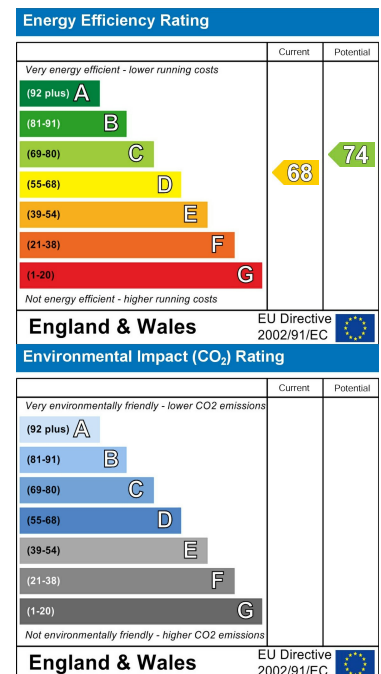 Energy Efficiency Rating
Current Potential
Very energy efficient - lower running costs
(92 plus) A
(81-91) B
(69-80) C
(55-68) D
(39-54) E
(21-38) F
(1-20) G
68
74
Not energy efficient - higher running costs
England & Wales
EU Directive
2002/91/EC
Environmental Impact (CO₂) Rating
Current Potential
Very environmentally friendly - lower CO2 emissions
(92 plus) A
(81-91) B
(69-80) C
(55-68) D
(39-54) E
(21-38) F
(1-20) G
Not environmentally friendly - higher CO2 emissions
England & Wales
EU Directive
2002/91/EC